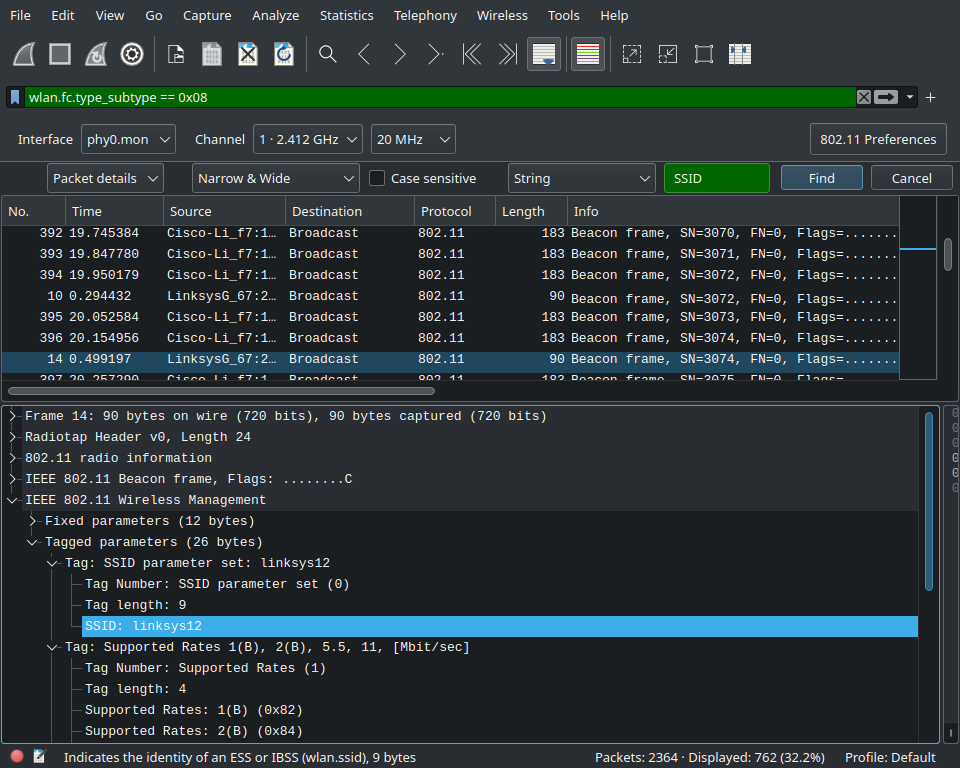 File Edit View Go Capture Analyze Statistics Telephony Wireless Tools Help
wlan.fc.type_subtype == 0x08
Interface phy0.mon Channel 1 · 2.412 GHz 20 MHz 802.11 Preferences
Packet details Narrow & Wide Case sensitive String SSID Find Cancel
No. Time Source Destination Protocol Length Info
392 19.745384 Cisco-Li_f7:1… Broadcast 802.11 183 Beacon frame, SN=3070, FN=0, Flags=.......
393 19.847780 Cisco-Li_f7:1… Broadcast 802.11 183 Beacon frame, SN=3071, FN=0, Flags=.......
394 19.950179 Cisco-Li_f7:1… Broadcast 802.11 183 Beacon frame, SN=3072, FN=0, Flags=.......
10 0.294432 LinksysG_67:2… Broadcast 802.11 90 Beacon frame, SN=3072, FN=0, Flags=.......
395 20.052584 Cisco-Li_f7:1… Broadcast 802.11 183 Beacon frame, SN=3073, FN=0, Flags=.......
396 20.154956 Cisco-Li_f7:1… Broadcast 802.11 183 Beacon frame, SN=3074, FN=0, Flags=.......
14 0.499197 LinksysG_67:2… Broadcast 802.11 90 Beacon frame, SN=3074, FN=0, Flags=.......
397 20.257290 Cisco-Li_f7:1… Broadcast 802.11 183 Beacon frame, SN=3075, FN=0, Flags=
Frame 14: 90 bytes on wire (720 bits), 90 bytes captured (720 bits)
Radiotap Header v0, Length 24
802.11 radio information
IEEE 802.11 Beacon frame, Flags: ........C
IEEE 802.11 Wireless Management
Fixed parameters (12 bytes)
Tagged parameters (26 bytes)
Tag: SSID parameter set: linksys12
Tag Number: SSID parameter set (0)
Tag length: 9
SSID: linksys12
Tag: Supported Rates 1(B), 2(B), 5.5, 11, [Mbit/sec]
Tag Number: Supported Rates (1)
Tag length: 4
Supported Rates: 1(B) (0x82)
Supported Rates: 2(B) (0x84)
Indicates the identity of an ESS or IBSS (wlan.ssid), 9 bytes Packets: 2364 · Displayed: 762 (32.2%) Profile: Default